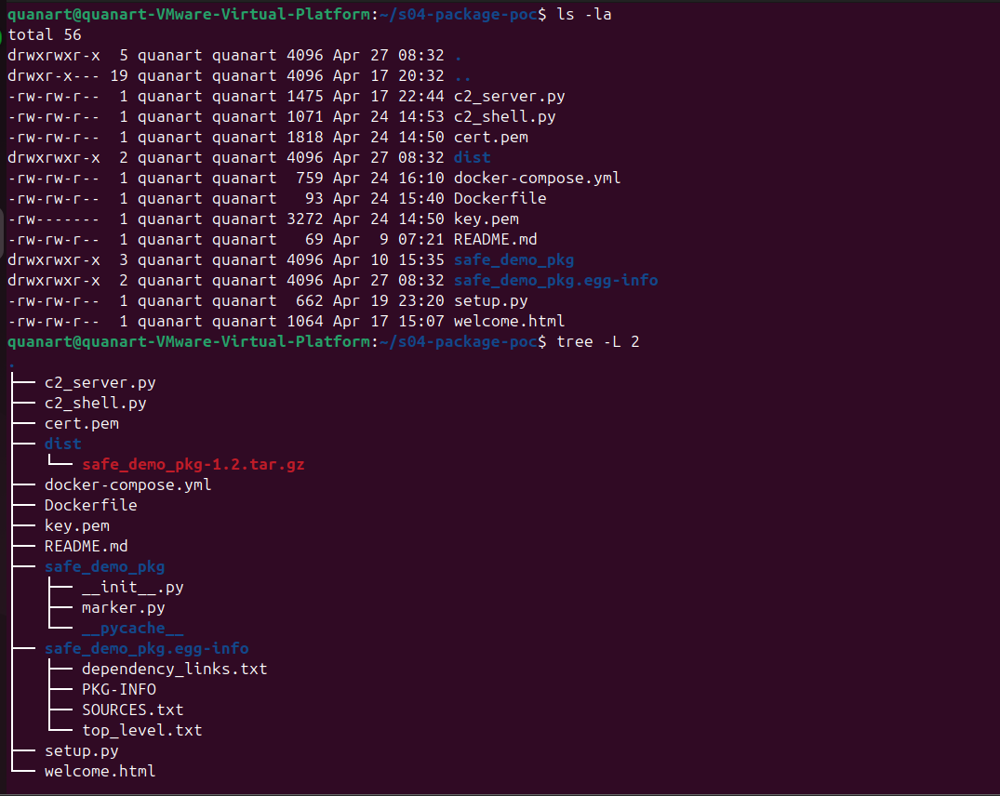 quanart@quanart-VMware-Virtual-Platform:~/s04-package-poc$ ls -la
total 56
drwxrwxr-x  5 quanart quanart 4096 Apr 27 08:32 .
drwxr-x--- 19 quanart quanart 4096 Apr 17 20:32 ..
-rw-rw-r--  1 quanart quanart 1475 Apr 17 22:44 c2_server.py
-rw-rw-r--  1 quanart quanart 1071 Apr 24 14:53 c2_shell.py
-rw-rw-r--  1 quanart quanart 1818 Apr 24 14:50 cert.pem
drwxrwxr-x  2 quanart quanart 4096 Apr 27 08:32 dist
-rw-rw-r--  1 quanart quanart  759 Apr 24 16:10 docker-compose.yml
-rw-rw-r--  1 quanart quanart   93 Apr 24 15:40 Dockerfile
-rw-------  1 quanart quanart 3272 Apr 24 14:50 key.pem
-rw-rw-r--  1 quanart quanart   69 Apr  9 07:21 README.md
drwxrwxr-x  3 quanart quanart 4096 Apr 10 15:35 safe_demo_pkg
drwxrwxr-x  2 quanart quanart 4096 Apr 27 08:32 safe_demo_pkg.egg-info
-rw-rw-r--  1 quanart quanart  662 Apr 19 23:20 setup.py
-rw-rw-r--  1 quanart quanart 1064 Apr 17 15:07 welcome.html
quanart@quanart-VMware-Virtual-Platform:~/s04-package-poc$ tree -L 2
.
├── c2_server.py
├── c2_shell.py
├── cert.pem
├── dist
│   └── safe_demo_pkg-1.2.tar.gz
├── docker-compose.yml
├── Dockerfile
├── key.pem
├── README.md
├── safe_demo_pkg
│   ├── __init__.py
│   ├── marker.py
│   └── __pycache__
├── safe_demo_pkg.egg-info
│   ├── dependency_links.txt
│   ├── PKG-INFO
│   ├── SOURCES.txt
│   └── top_level.txt
├── setup.py
└── welcome.html